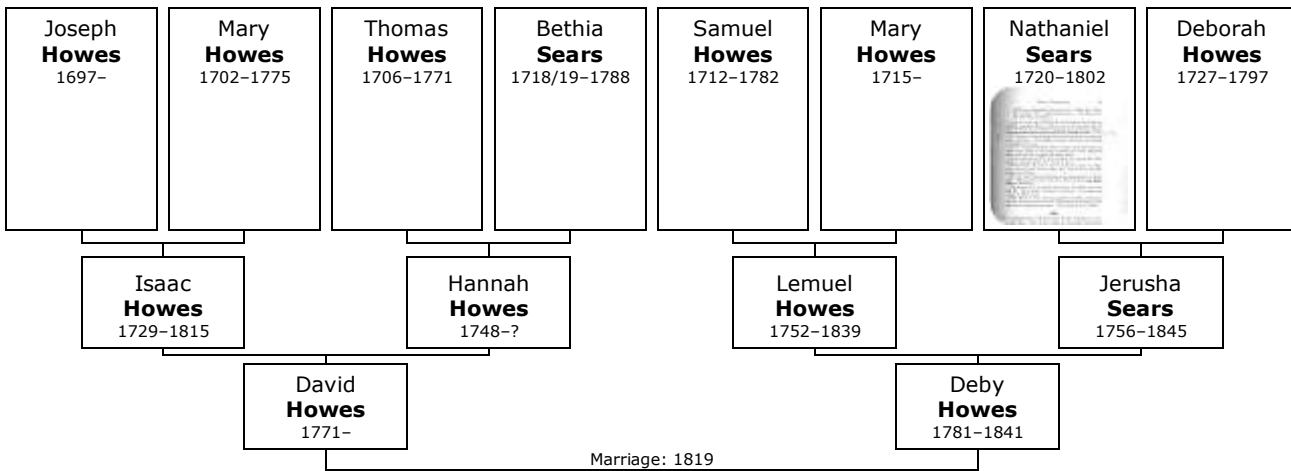 Joseph
Howes
1697–
Mary
Howes
1702–1775
Thomas
Howes
1706–1771
Bethia
Sears
1718/19–1788
Samuel
Howes
1712–1782
Mary
Howes
1715–
Nathaniel
Sears
1720–1802
Deborah
Howes
1727–1797
Isaac
Howes
1729–1815
Hannah
Howes
1748–?
Lemuel
Howes
1752–1839
Jerusha
Sears
1756–1845
David
Howes
1771–
Deby
Howes
1781–1841
Marriage: 1819